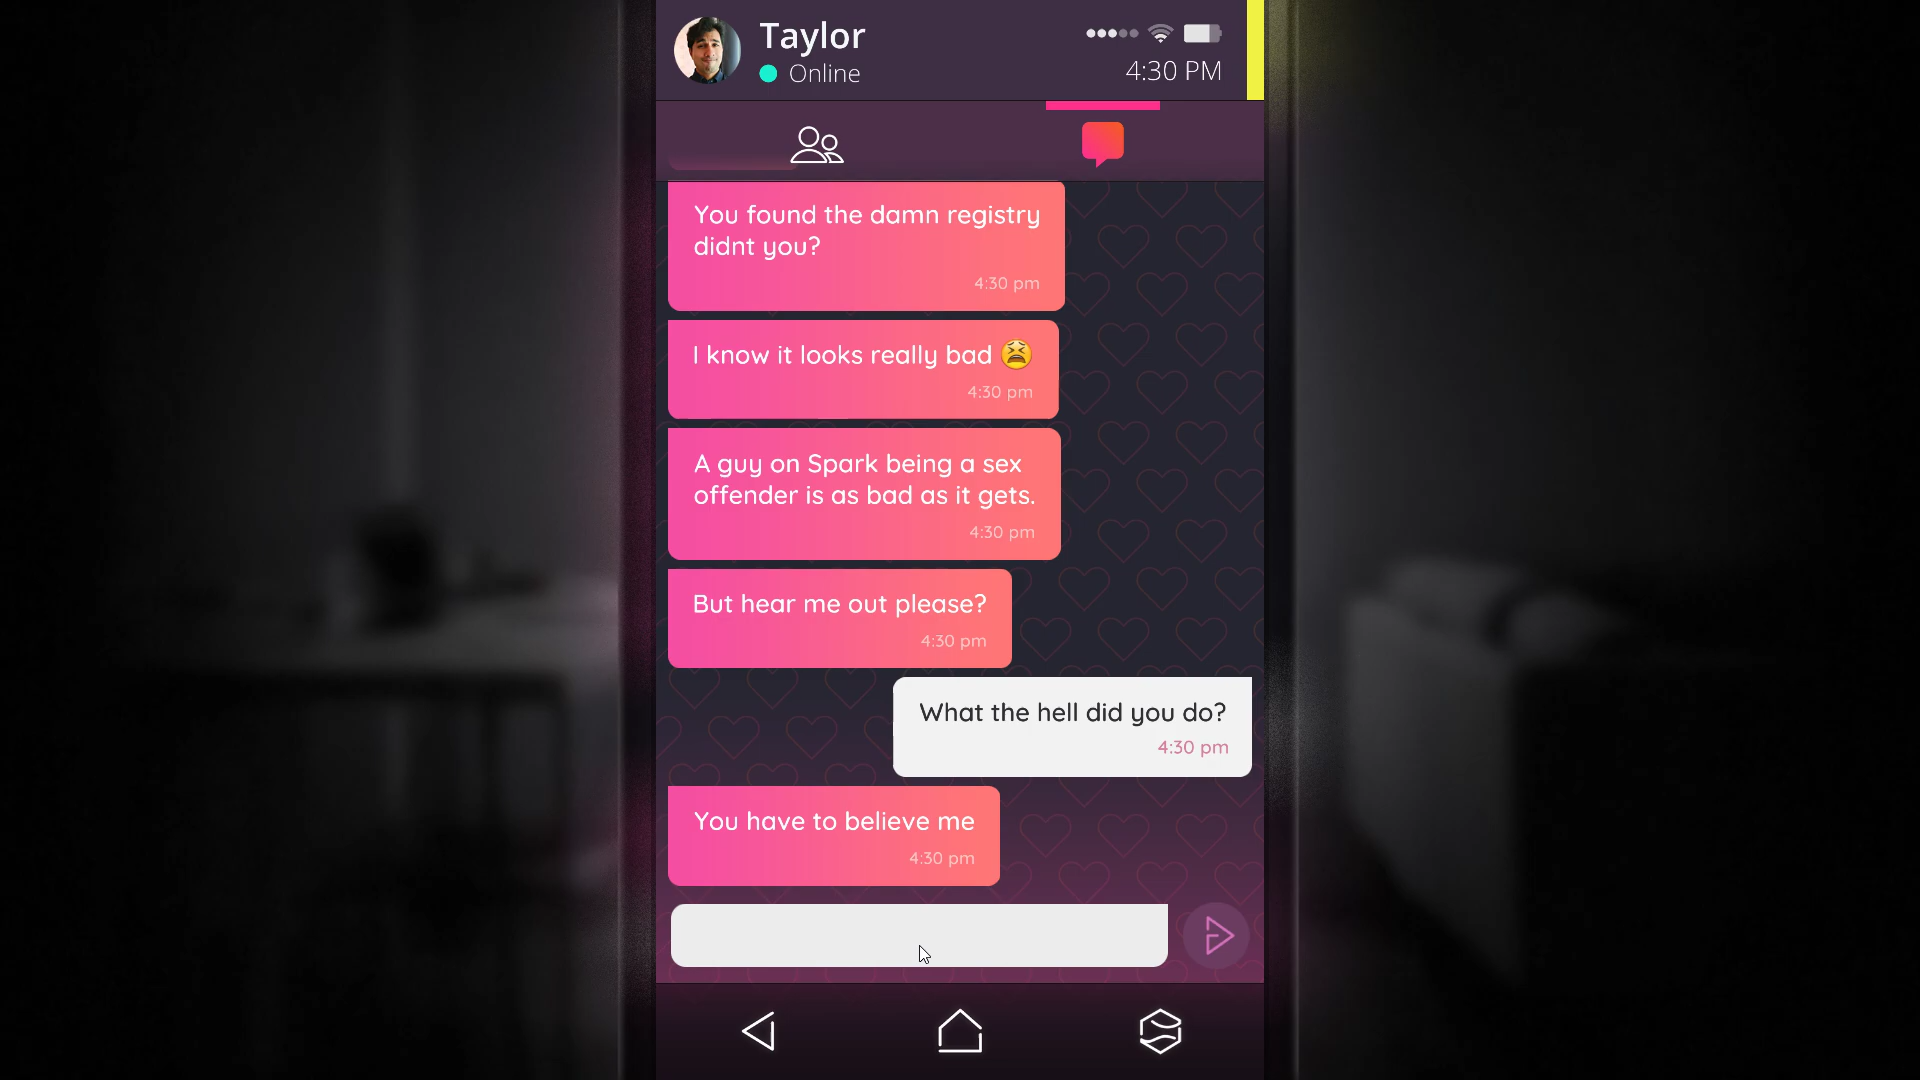 Taylor
Online
4:30 PM
You found the damn registry
didnt you?
4:30 pm
I know it looks really bad 😫
4:30 pm
A guy on Spark being a sex
offender is as bad as it gets.
4:30 pm
But hear me out please?
4:30 pm
What the hell did you do?
4:30 pm
You have to believe me
4:30 pm